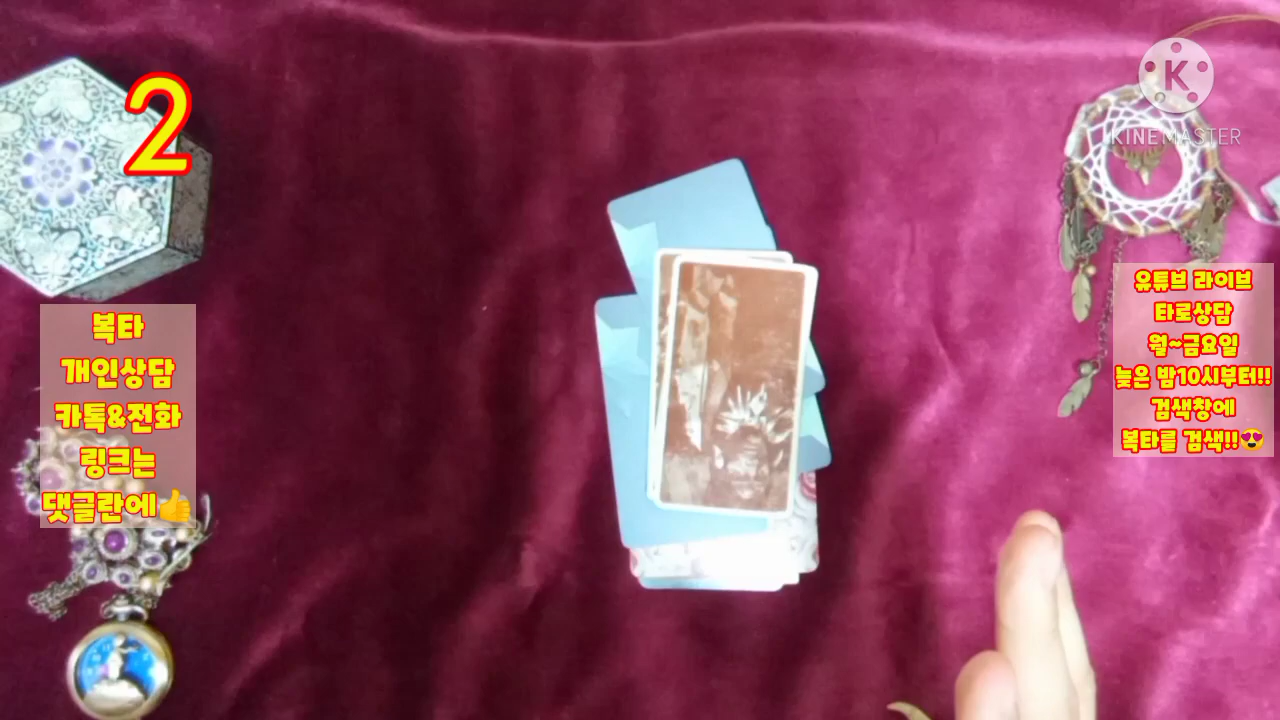 2
복타
개인상담
카톡&전화
링크는
댓글란에👍
K
KINEMASTER
유튜브 라이브
타로상담
월~금요일
늦은 밤10시부터!!
검색창에
복타를 검색!!😍